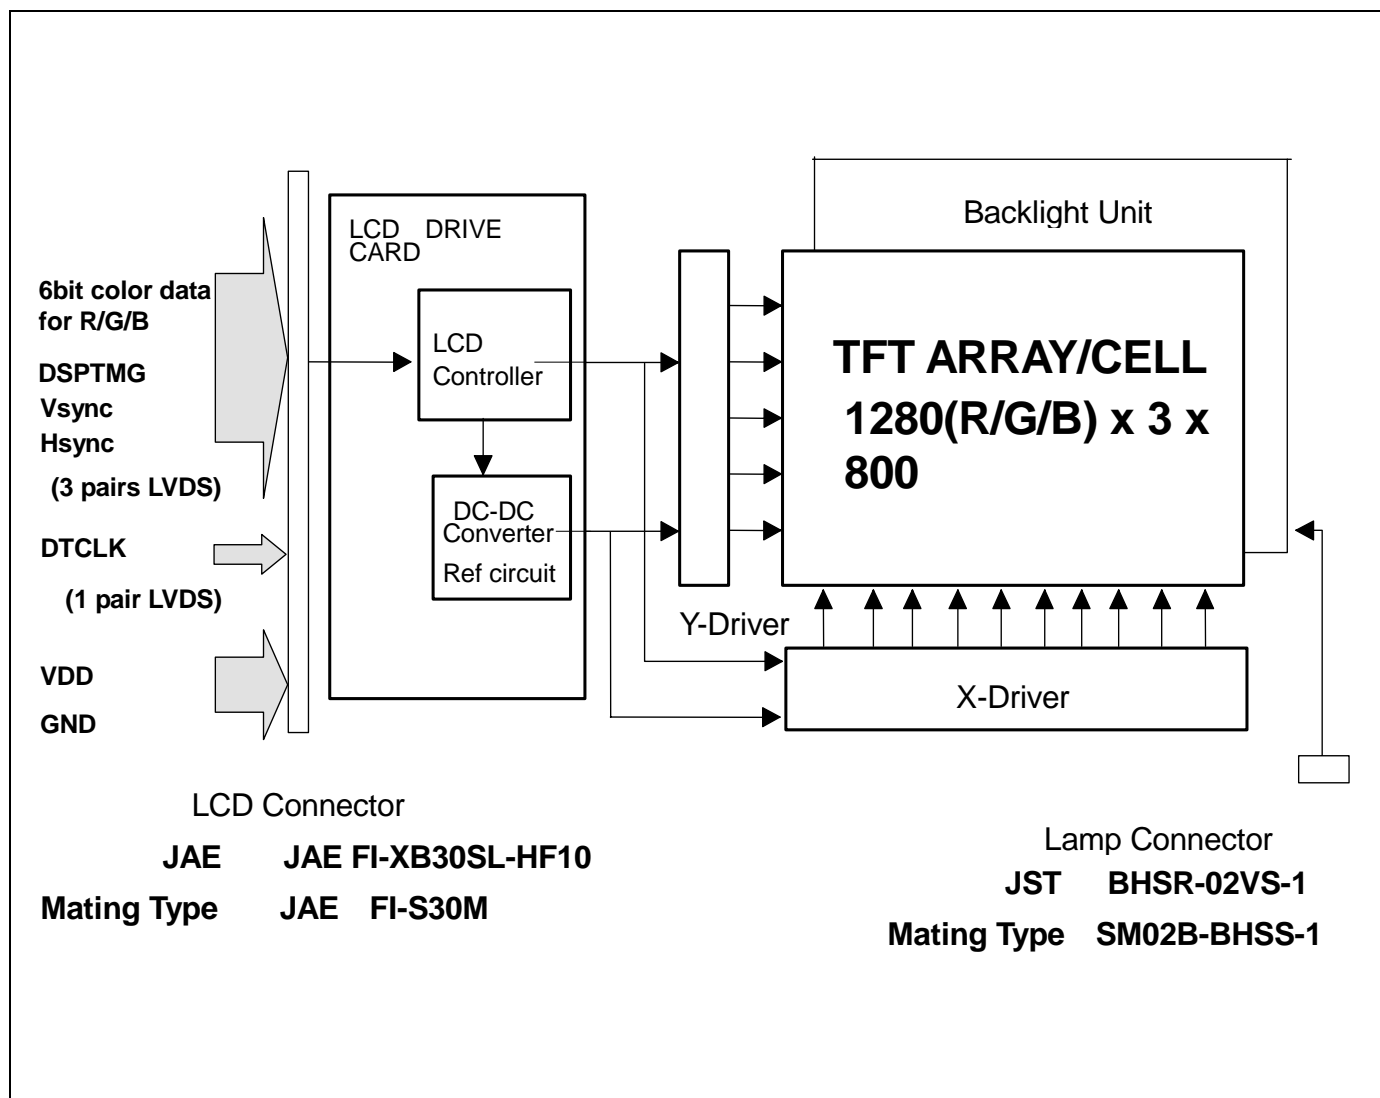 Backlight Unit
LCD DRIVE
CARD
6bit color data
for R/G/B
DSPTMG
Vsync
Hsync
(3 pairs LVDS)
DTCLK
(1 pair LVDS)
VDD
GND
LCD
Controller
DC-DC
Converter
Ref circuit
TFT ARRAY/CELL
1280(R/G/B) x 3 x
800
Y-Driver
X-Driver
LCD Connector
JAE JAE FI-XB30SL-HF10
Mating Type JAE FI-S30M
Lamp Connector
JST BHSR-02VS-1
Mating Type SM02B-BHSS-1